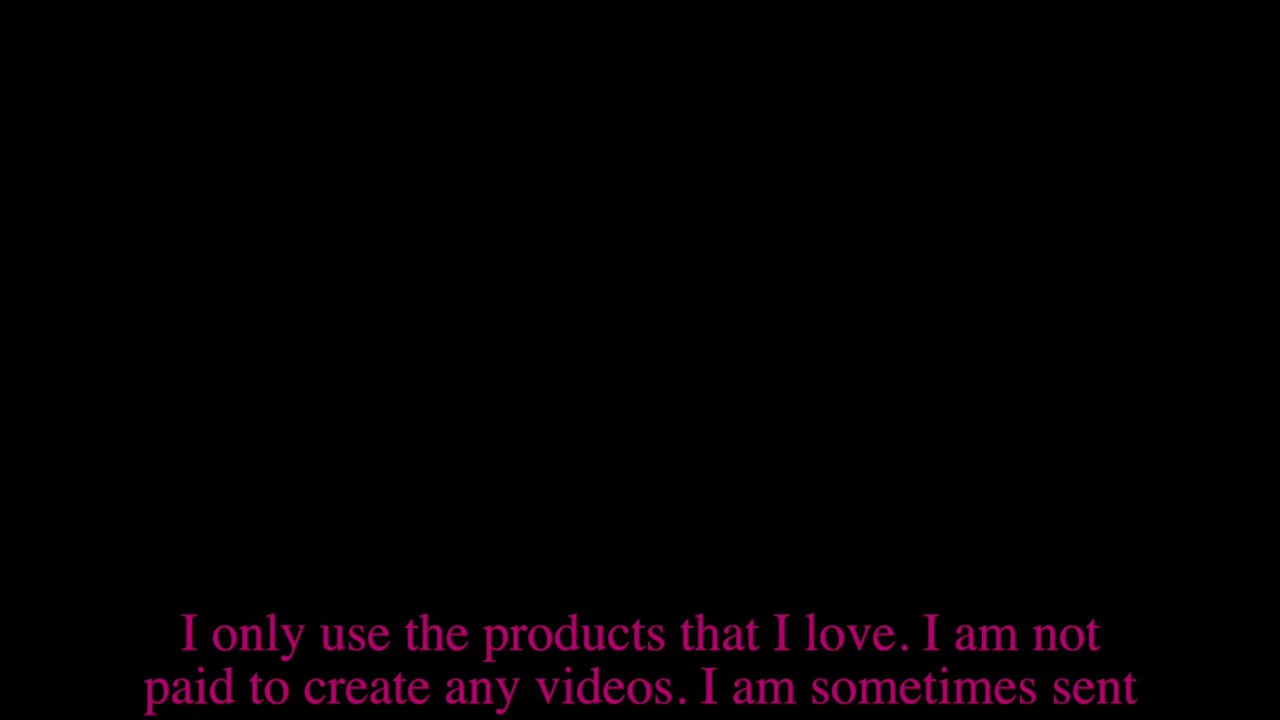 I only use the products that I love. I am not
paid to create any videos. I am sometimes sent